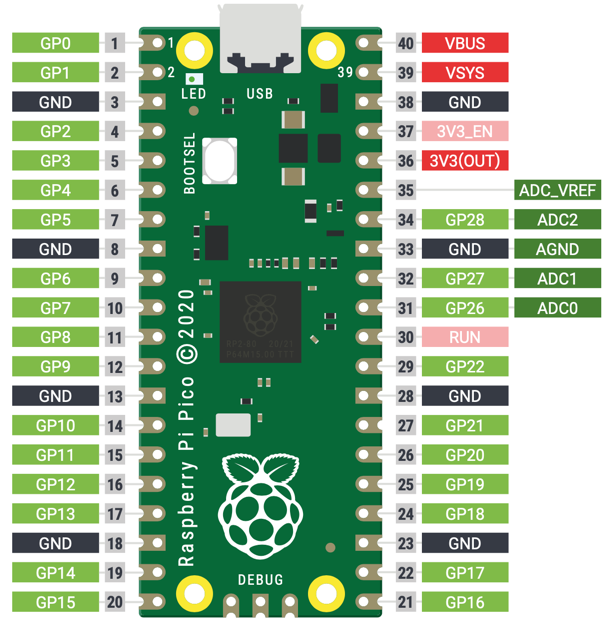 GP0 1 1 40 VBUS
GP1 2 2 39 39 VSYS
GND 3 LED USB 38 GND
GP2 4 37 3V3_EN
GP3 5 BOOTSEL 36 3V3(OUT)
GP4 6 35 ADC_VREF
GP5 7 34 GP28 ADC2
GND 8 33 GND AGND
GP6 9 32 GP27 ADC1
GP7 10 31 GP26 ADC0
GP8 11 30 RUN
GP9 12 29 GP22
GND 13 28 GND
GP10 14 27 GP21
GP11 15 26 GP20
GP12 16 25 GP19
GP13 17 24 GP18
GND 18 23 GND
GP14 19 DEBUG 22 GP17
GP15 20 21 GP16
Raspberry Pi Pico ©2020